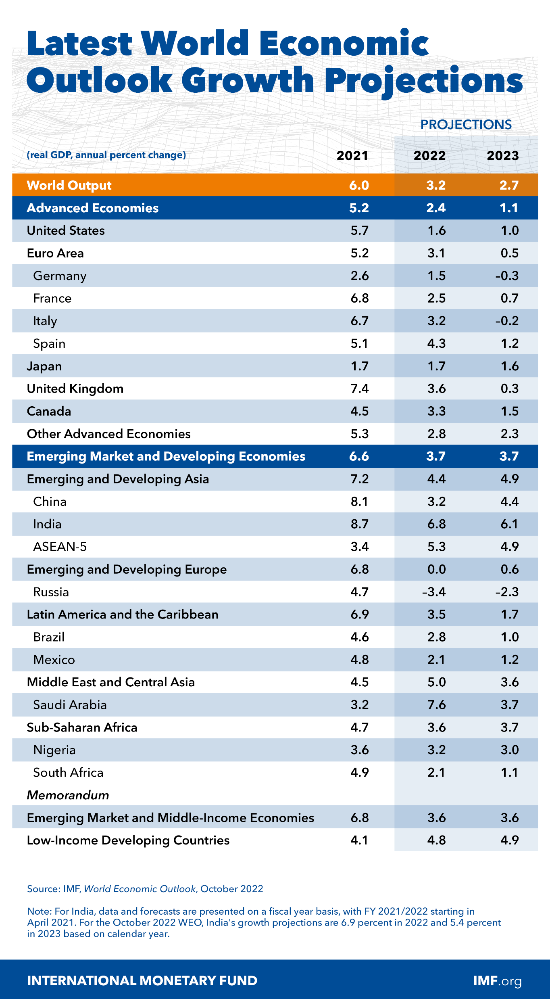 Latest World Economic
Outlook Growth Projections
PROJECTIONS
(real GDP, annual percent change) 2021 2022 2023
World Output 6.0 3.2 2.7
Advanced Economies 5.2 2.4 1.1
United States 5.7 1.6 1.0
Euro Area 5.2 3.1 0.5
Germany 2.6 1.5 –0.3
France 6.8 2.5 0.7
Italy 6.7 3.2 –0.2
Spain 5.1 4.3 1.2
Japan 1.7 1.7 1.6
United Kingdom 7.4 3.6 0.3
Canada 4.5 3.3 1.5
Other Advanced Economies 5.3 2.8 2.3
Emerging Market and Developing Economies 6.6 3.7 3.7
Emerging and Developing Asia 7.2 4.4 4.9
China 8.1 3.2 4.4
India 8.7 6.8 6.1
ASEAN-5 3.4 5.3 4.9
Emerging and Developing Europe 6.8 0.0 0.6
Russia 4.7 –3.4 –2.3
Latin America and the Caribbean 6.9 3.5 1.7
Brazil 4.6 2.8 1.0
Mexico 4.8 2.1 1.2
Middle East and Central Asia 4.5 5.0 3.6
Saudi Arabia 3.2 7.6 3.7
Sub-Saharan Africa 4.7 3.6 3.7
Nigeria 3.6 3.2 3.0
South Africa 4.9 2.1 1.1
Memorandum
Emerging Market and Middle-Income Economies 6.8 3.6 3.6
Low-Income Developing Countries 4.1 4.8 4.9
Source: IMF, World Economic Outlook, October 2022
Note: For India, data and forecasts are presented on a fiscal year basis, with FY 2021/2022 starting in
April 2021. For the October 2022 WEO, India's growth projections are 6.9 percent in 2022 and 5.4 percent
in 2023 based on calendar year.
INTERNATIONAL MONETARY FUND IMF.org